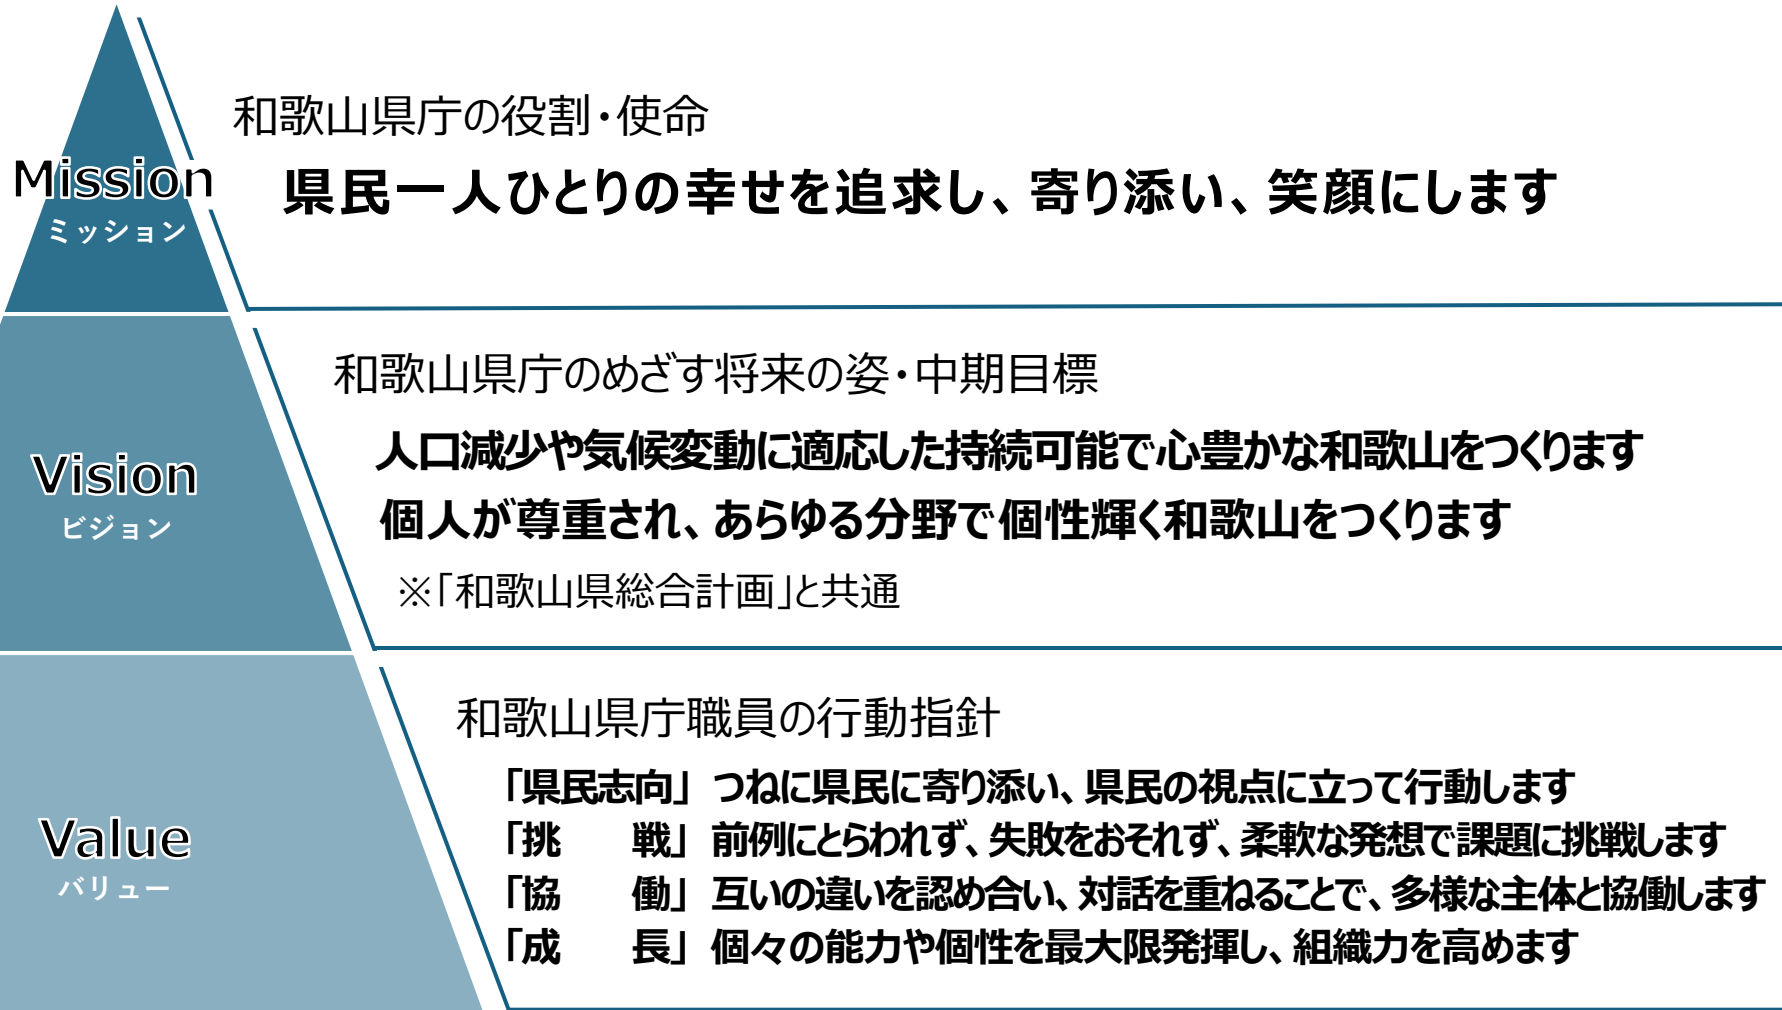 和歌山県庁の役割・使命
Mission
ミッション
県民一人ひとりの幸せを追求し、寄り添い、笑顔にします
和歌山県庁のめざす将来の姿・中期目標
Vision
ビジョン
人口減少や気候変動に適応した持続可能で心豊かな和歌山をつくります
個人が尊重され、あらゆる分野で個性輝く和歌山をつくります
※「和歌山県総合計画」と共通
和歌山県庁職員の行動指針
Value
バリュー
「県民志向」 つねに県民に寄り添い、県民の視点に立って行動します
「挑　　戦」 前例にとらわれず、失敗をおそれず、柔軟な発想で課題に挑戦します
「協　　働」 互いの違いを認め合い、対話を重ねることで、多様な主体と協働します
「成　　長」 個々の能力や個性を最大限発揮し、組織力を高めます